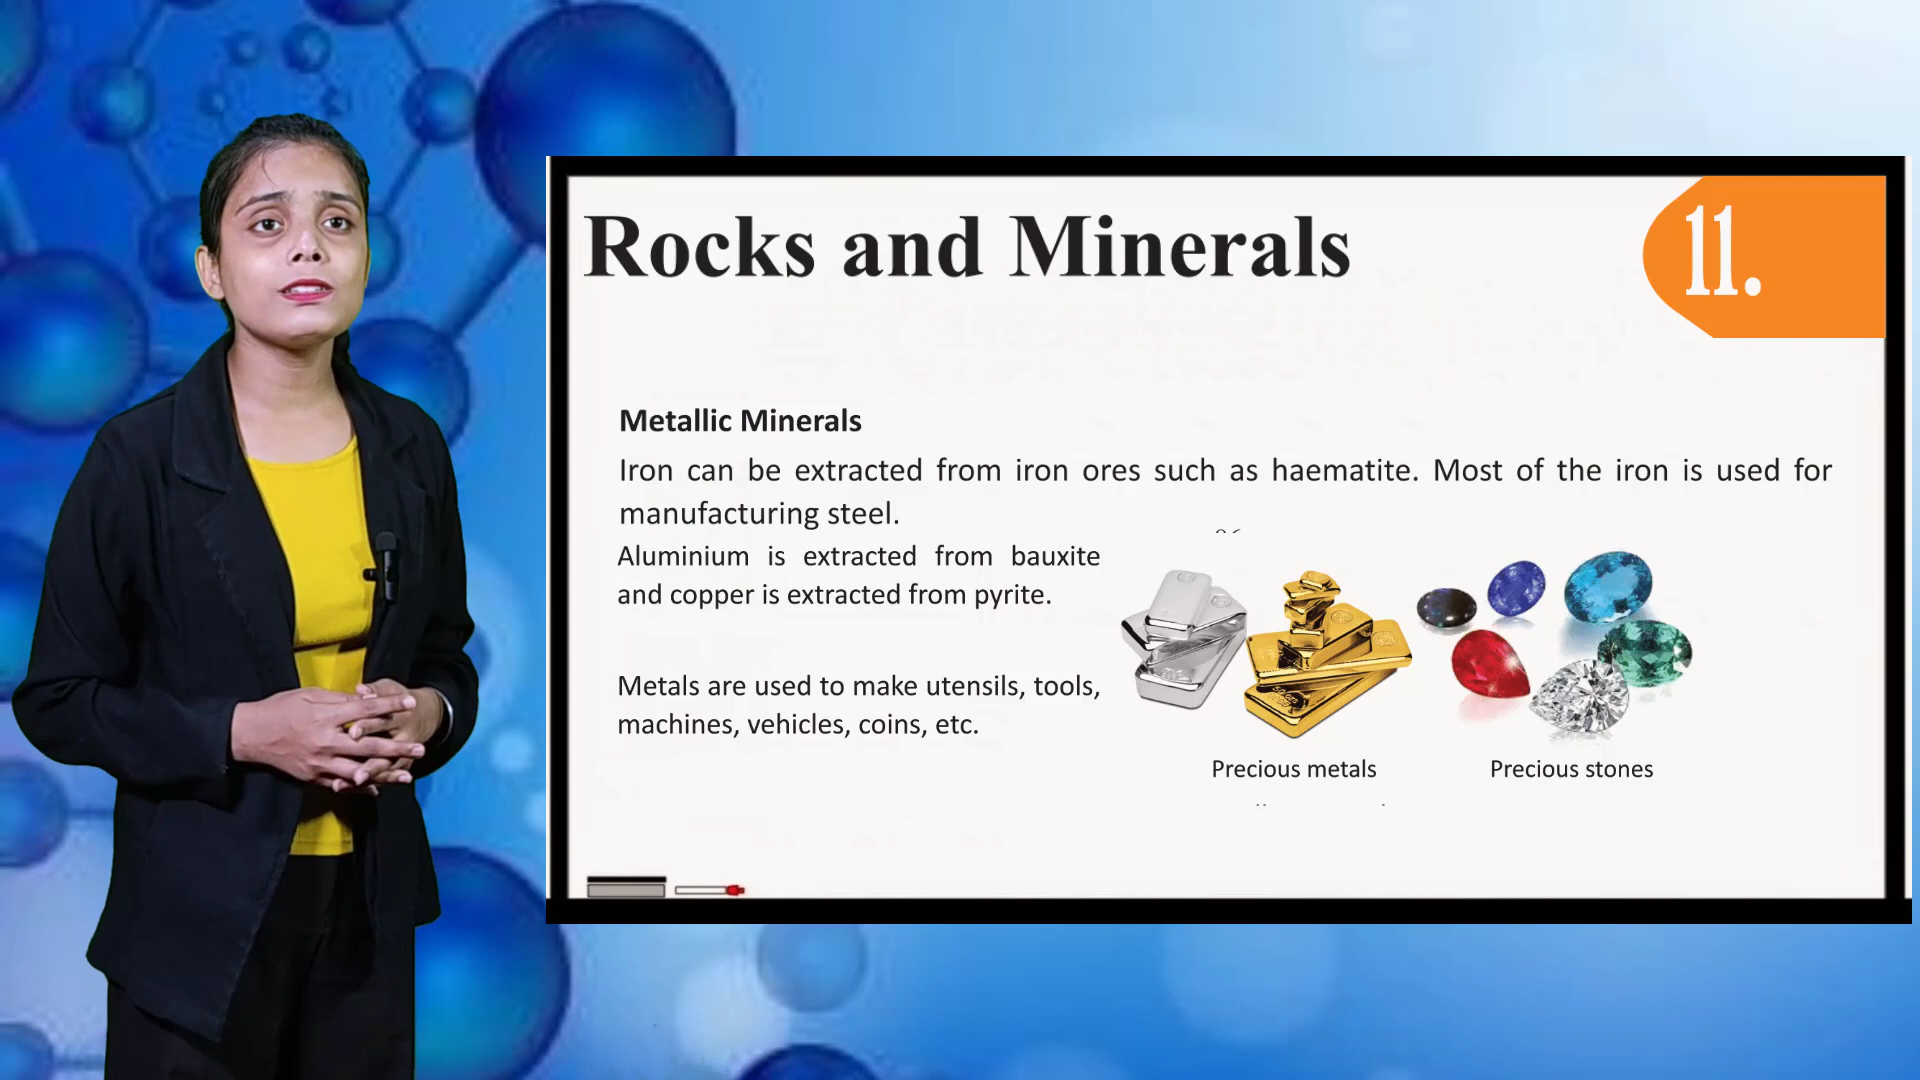 Rocks and Minerals
11.
Metallic Minerals
Iron can be extracted from iron ores such as haematite. Most of the iron is used for
manufacturing steel.
Aluminium is extracted from bauxite
and copper is extracted from pyrite.
Metals are used to make utensils, tools,
machines, vehicles, coins, etc.
Precious metals
Precious stones